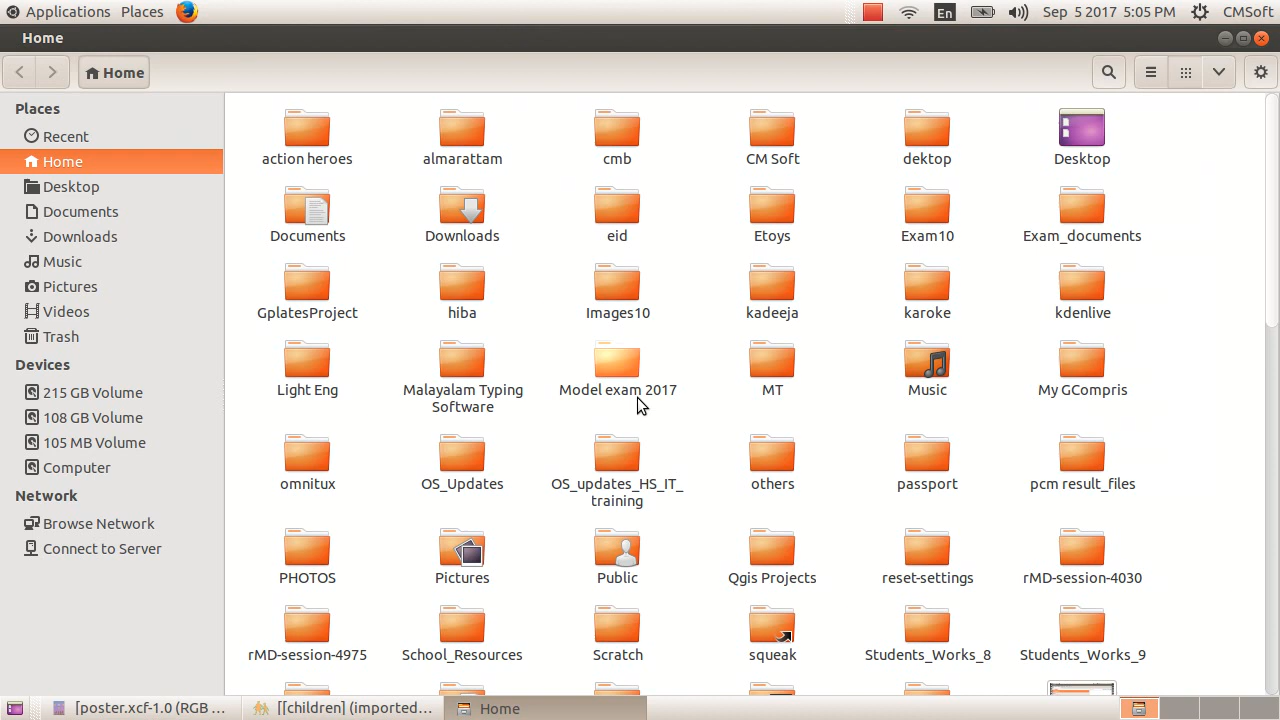 Applications Places En Sep 5 2017 5:05 PM CMSoft
Home
Home
Places
Recent
Home
Desktop
Documents
Downloads
Music
Pictures
Videos
Trash
Devices
215 GB Volume
108 GB Volume
105 MB Volume
Computer
Network
Browse Network
Connect to Server
action heroes almarattam cmb CM Soft dektop Desktop
Documents Downloads eid Etoys Exam10 Exam_documents
GplatesProject hiba Images10 kadeeja karoke kdenlive
Light Eng Malayalam Typing Software Model exam 2017 MT Music My GCompris
omnitux OS_Updates OS_updates_HS_IT_training others passport pcm result_files
PHOTOS Pictures Public Qgis Projects reset-settings rMD-session-4030
rMD-session-4975 School_Resources Scratch squeak Students_Works_8 Students_Works_9
[poster.xcf-1.0 (RGB ... [[children] (imported... Home